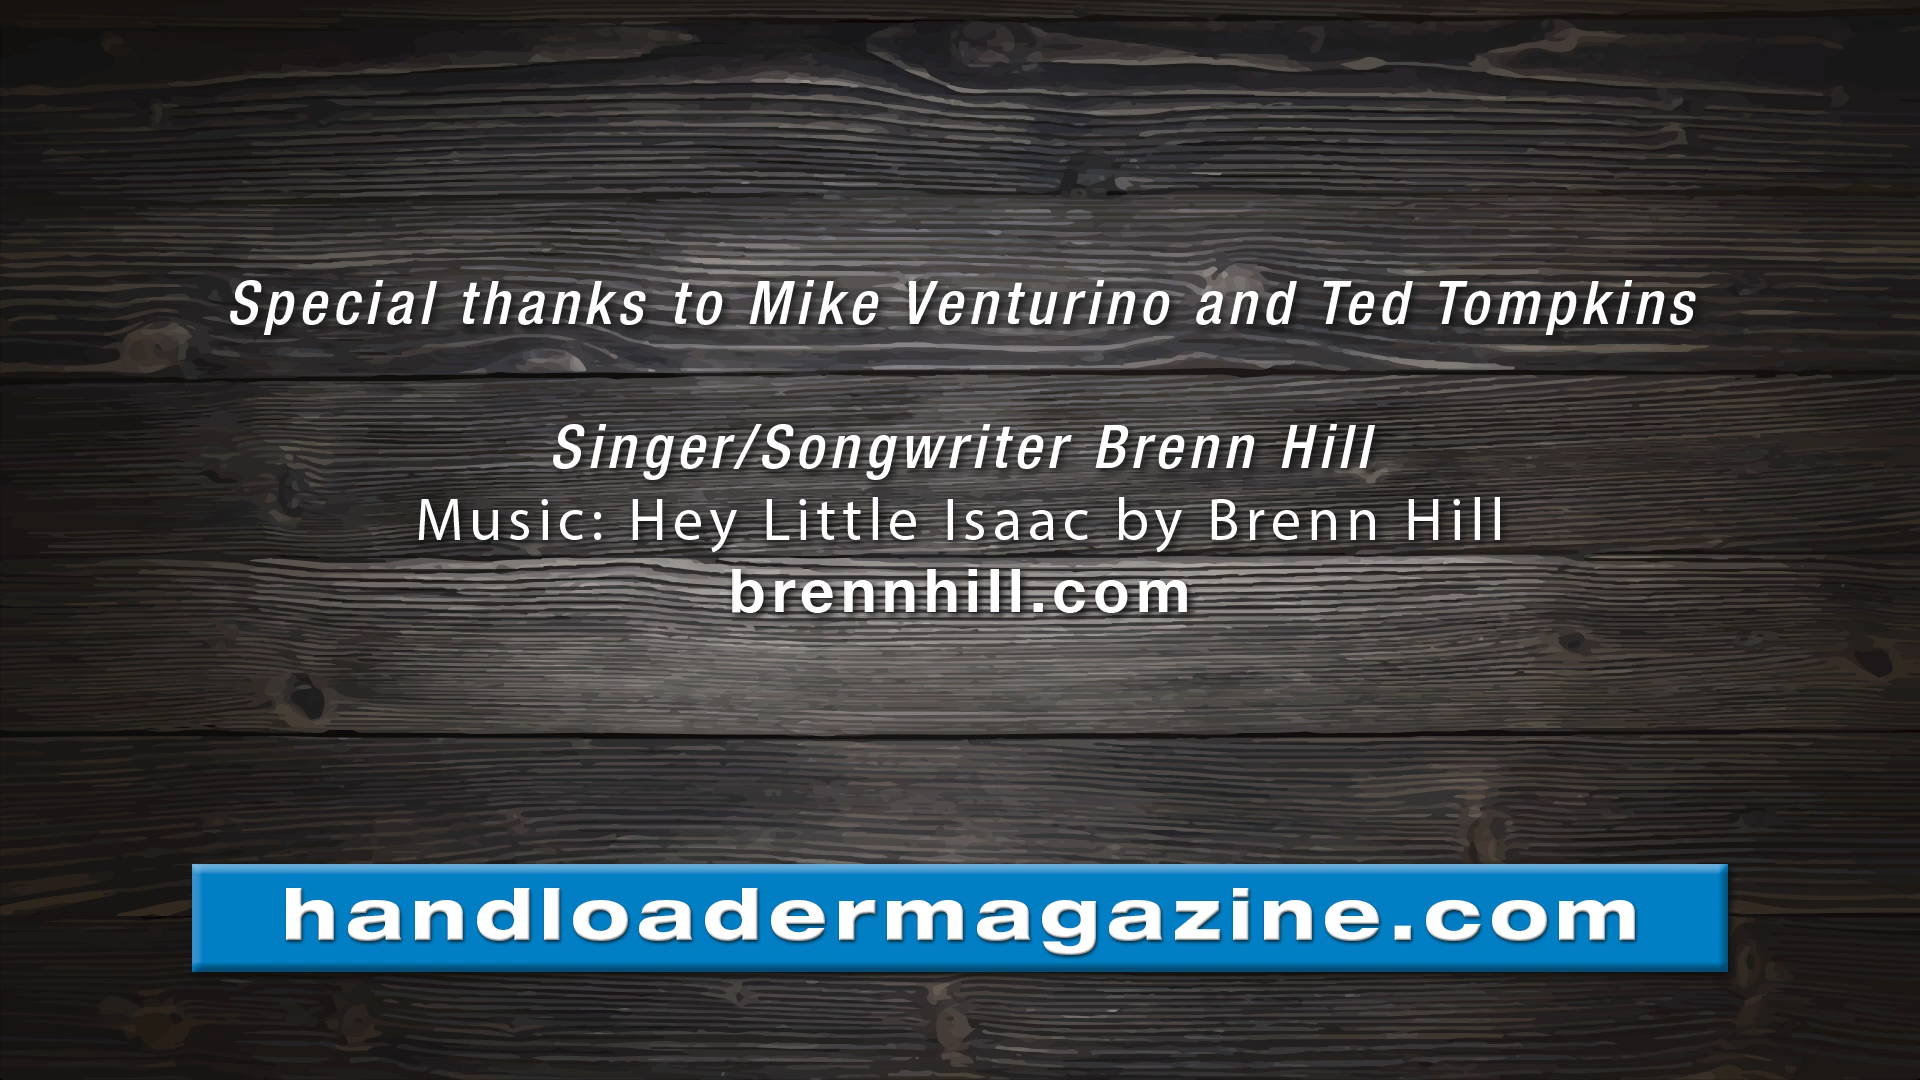 Special thanks to Mike Venturino and Ted Tompkins
Singer/Songwriter Brenn Hill
Music: Hey Little Isaac by Brenn Hill
brennhill.com
handloadermagazine.com